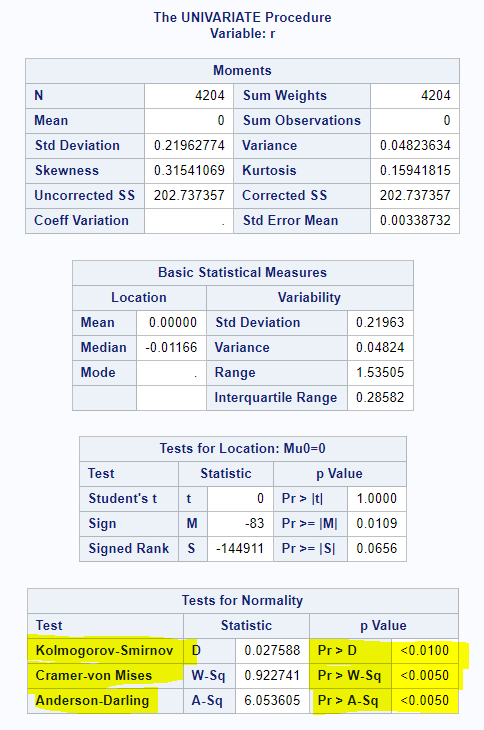 The UNIVARIATE Procedure
Variable: r
Moments
N 4204 Sum Weights 4204
Mean 0 Sum Observations 0
Std Deviation 0.21962774 Variance 0.04823634
Skewness 0.31541069 Kurtosis 0.15941815
Uncorrected SS 202.737357 Corrected SS 202.737357
Coeff Variation . Std Error Mean 0.00338732
Basic Statistical Measures
Location Variability
Mean 0.00000 Std Deviation 0.21963
Median -0.01166 Variance 0.04824
Mode . Range 1.53505
Interquartile Range 0.28582
Tests for Location: Mu0=0
Test Statistic p Value
Student's t t 0 Pr > |t| 1.0000
Sign M -83 Pr >= |M| 0.0109
Signed Rank S -144911 Pr >= |S| 0.0656
Tests for Normality
Test Statistic p Value
Kolmogorov-Smirnov D 0.027588 Pr > D <0.0100
Cramer-von Mises W-Sq 0.922741 Pr > W-Sq <0.0050
Anderson-Darling A-Sq 6.053605 Pr > A-Sq <0.0050